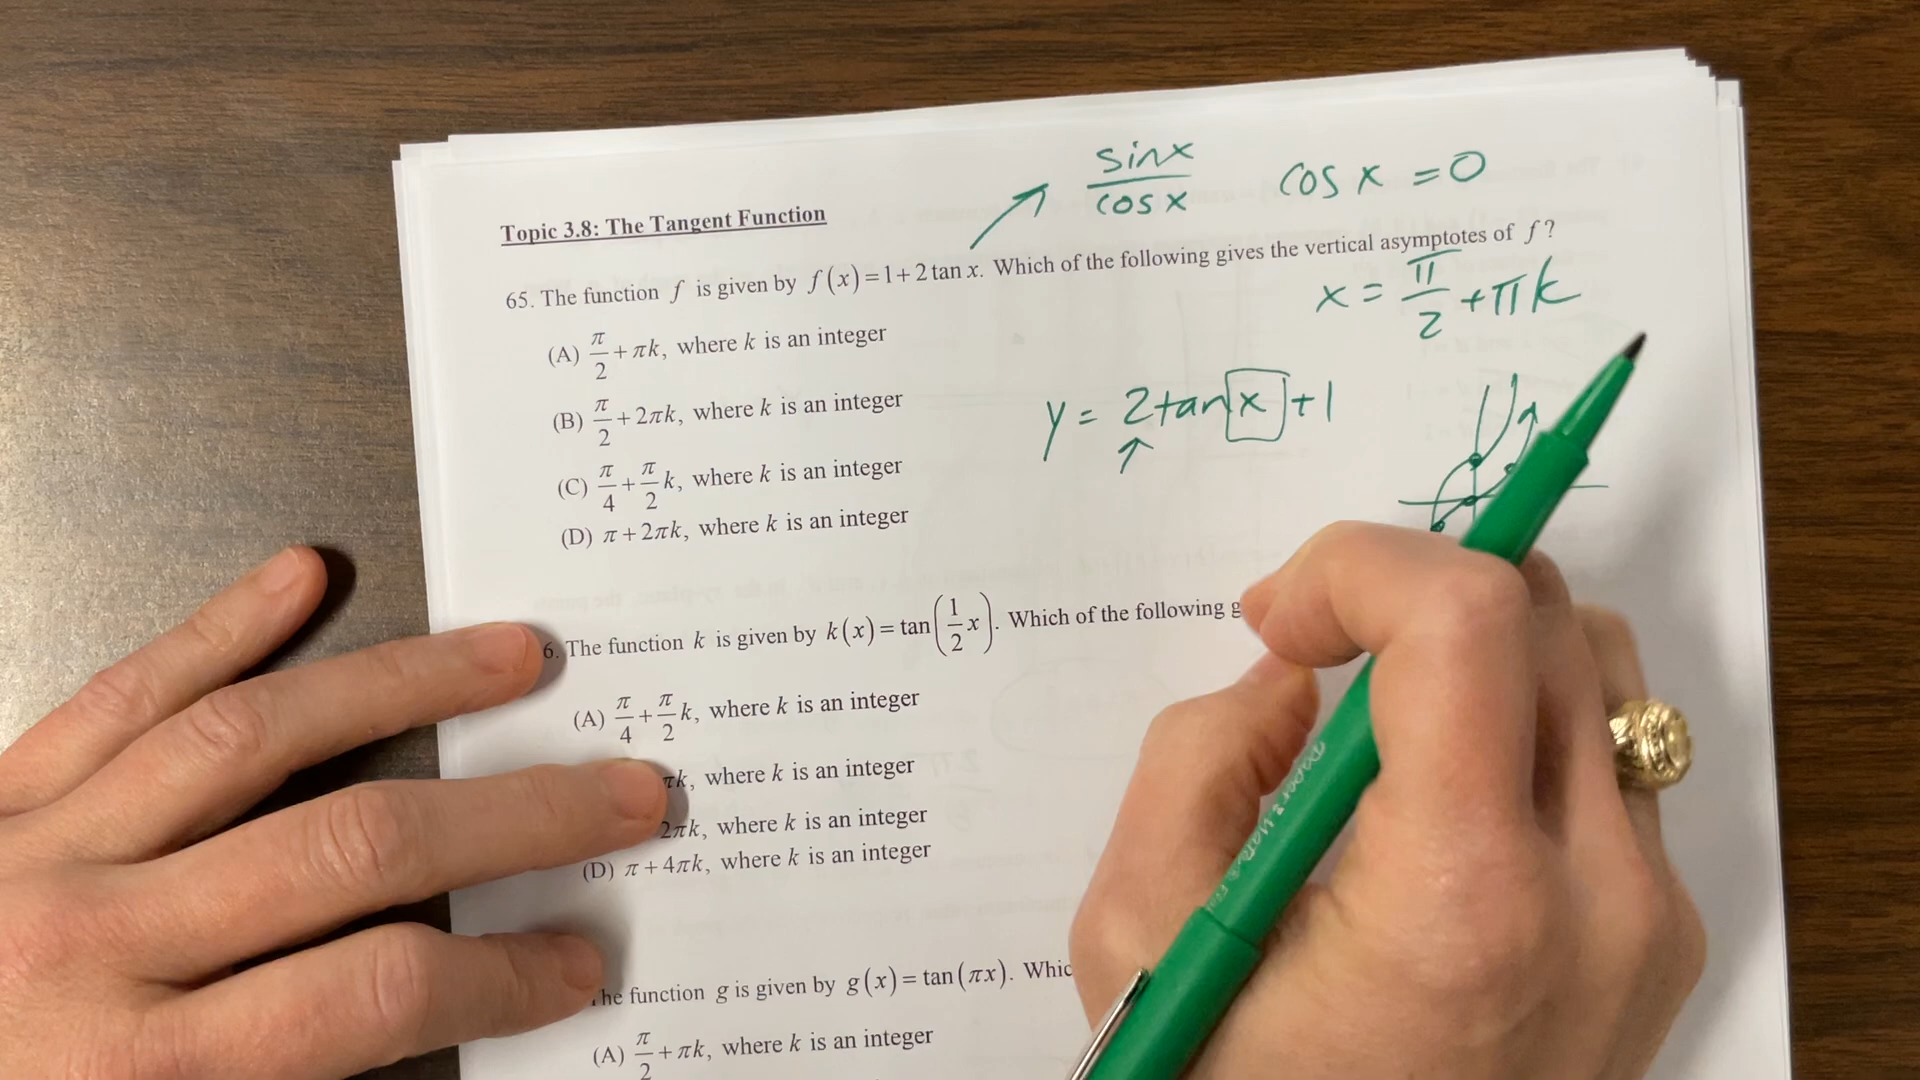 sinx
cosx
cos x = 0
Topic 3.8: The Tangent Function
65. The function f is given by f(x) = 1 + 2 tan x. Which of the following gives the vertical asymptotes of f?
x = π/2 + πk
(A) π/2 + πk, where k is an integer
(B) π/2 + 2πk, where k is an integer
y = 2tan x + 1
(C) π/4 + π/2 k, where k is an integer
(D) π + 2πk, where k is an integer
6. The function k is given by k(x) = tan(1/2 x). Which of the following
(A) π/4 + π/2 k, where k is an integer
πk, where k is an integer
2πk, where k is an integer
(D) π + 4πk, where k is an integer
he function g is given by g(x) = tan(πx).
(A) π/2 + πk, where k is an integer